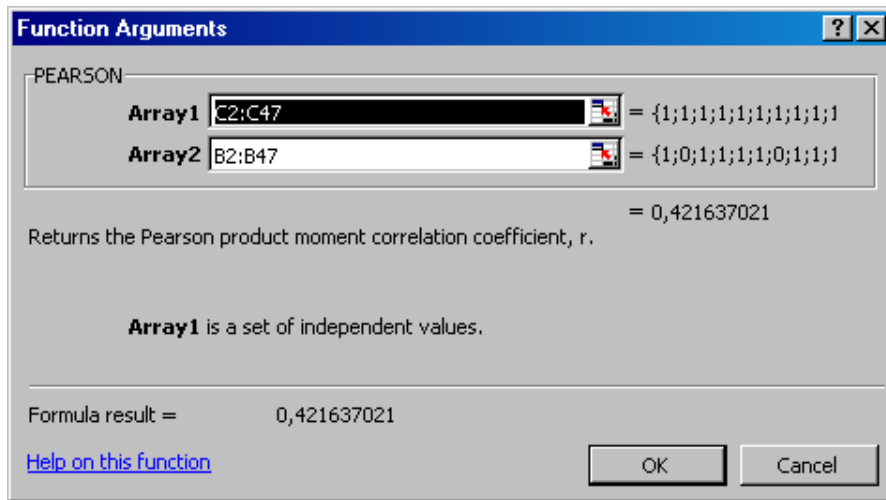 Function Arguments
PEARSON
Array1 C2:C47 = {1;1;1;1;1;1;1;1;1;1
Array2 B2:B47 = {1;0;1;1;1;1;0;1;1;1
= 0,421637021
Returns the Pearson product moment correlation coefficient, r.
Array1 is a set of independent values.
Formula result = 0,421637021
Help on this function
OK Cancel